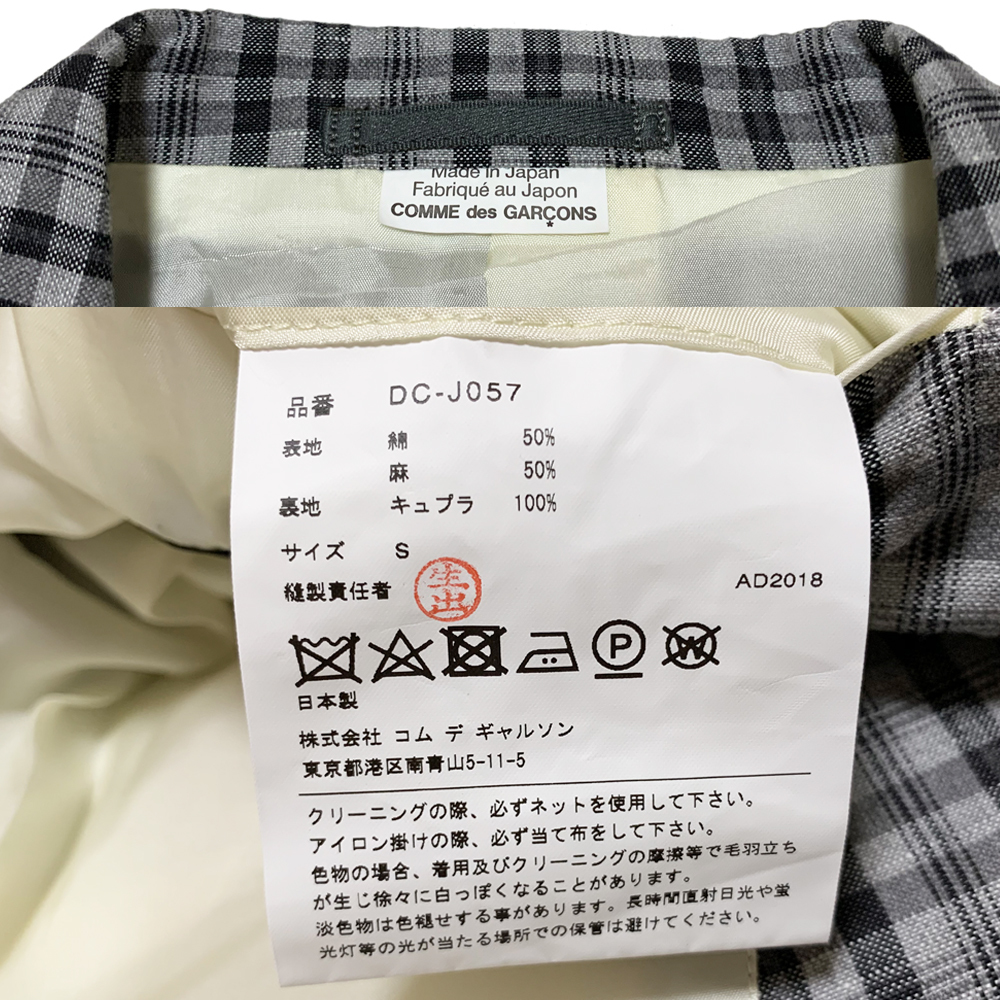 Made in Japan
Fabriqué au Japon
COMME des GARÇONS
品番 DC-J057
表地 綿 50%
麻 50%
裏地 キュプラ 100%
サイズ S
縫製責任者 生出 AD2018
P W
日本製
株式会社 コム デ ギャルソン
東京都港区南青山5-11-5
クリーニングの際、必ずネットを使用して下さい。
アイロン掛けの際、必ず当て布をして下さい。
色物の場合、着用及びクリーニングの摩擦等で毛羽立ち
が生じ徐々に白っぽくなることがあります。
淡色物は色褪せする事があります。長時間直射日光や蛍
光灯等の光が当たる場所での保管は避けてください。